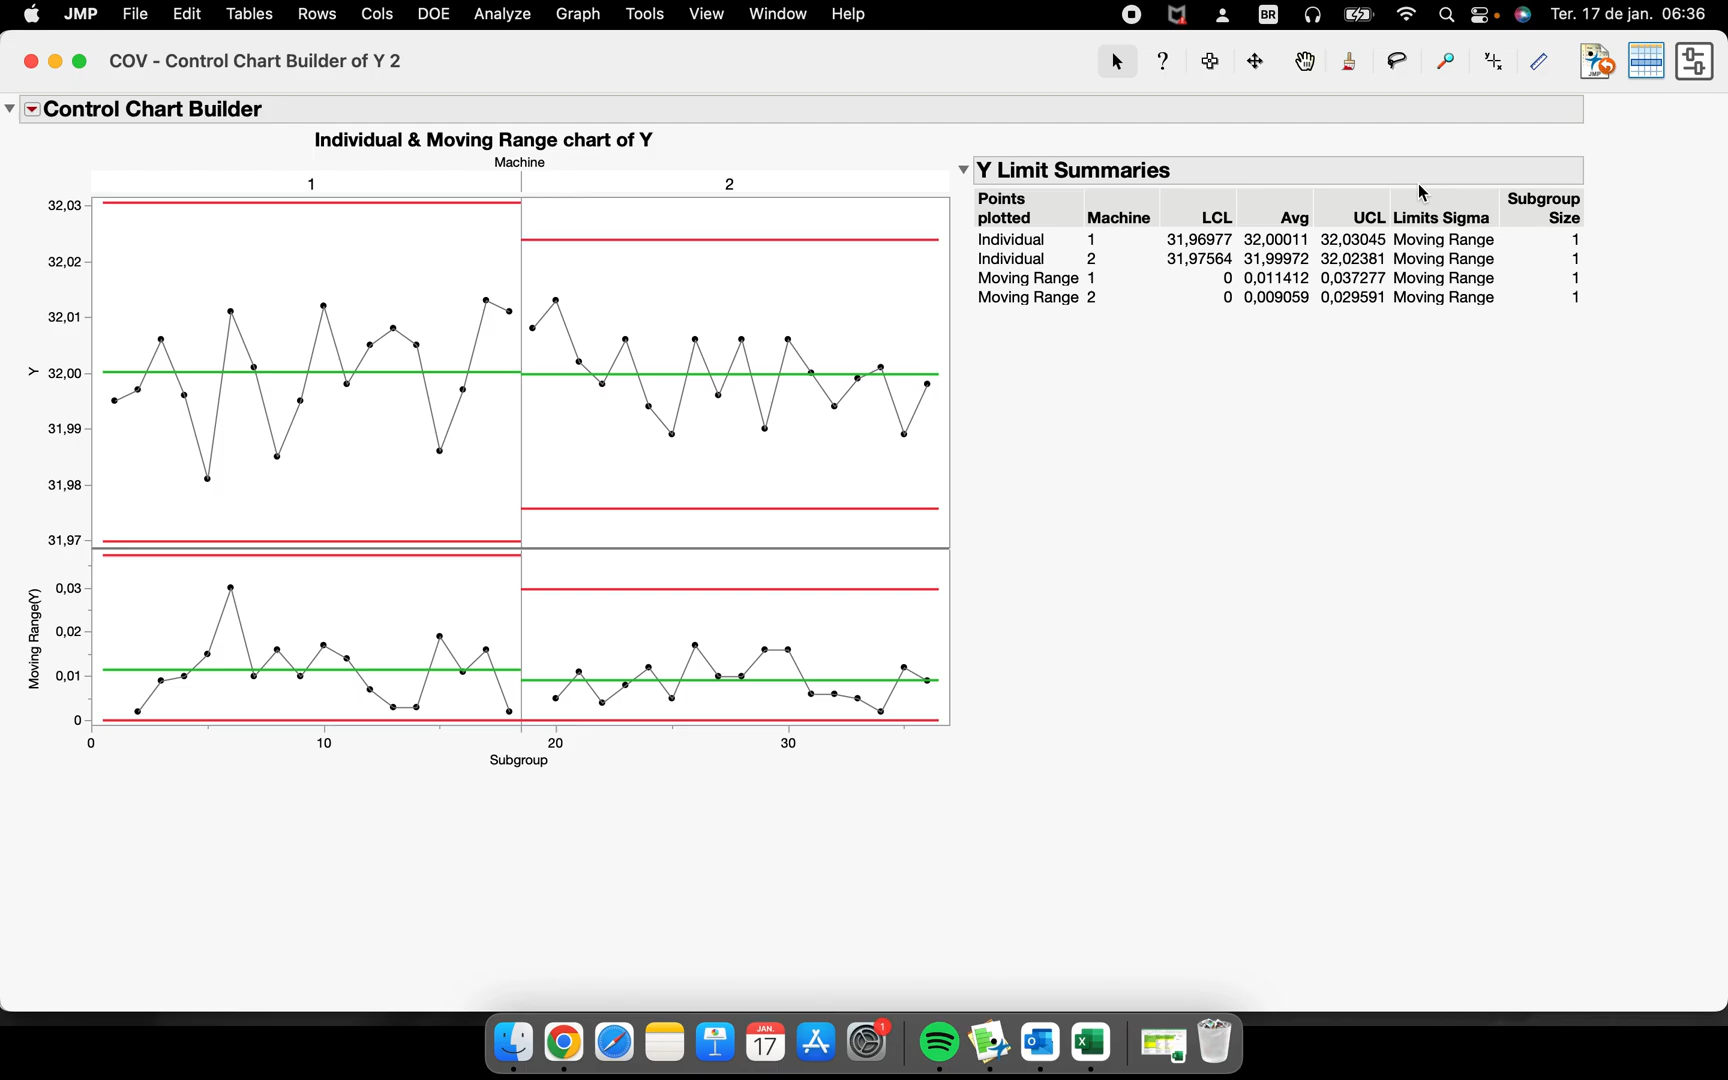 JMP File Edit Tables Rows Cols DOE Analyze Graph Tools View Window Help BR Ter. 17 de jan. 06:36
COV - Control Chart Builder of Y 2
JMP
Control Chart Builder
Individual & Moving Range chart of Y
Machine
1 2
32,03
32,02
32,01
32,00
31,99
31,98
31,97
Y
0,03
0,02
0,01
0
Moving Range(Y)
0 10 20 30
Subgroup
Y Limit Summaries
Points plotted Machine LCL Avg UCL Limits Sigma Subgroup Size
Individual 1 31,96977 32,00011 32,03045 Moving Range 1
Individual 2 31,97564 31,99972 32,02381 Moving Range 1
Moving Range 1 0 0,011412 0,037277 Moving Range 1
Moving Range 2 0 0,009059 0,029591 Moving Range 1
JAN.
17
1